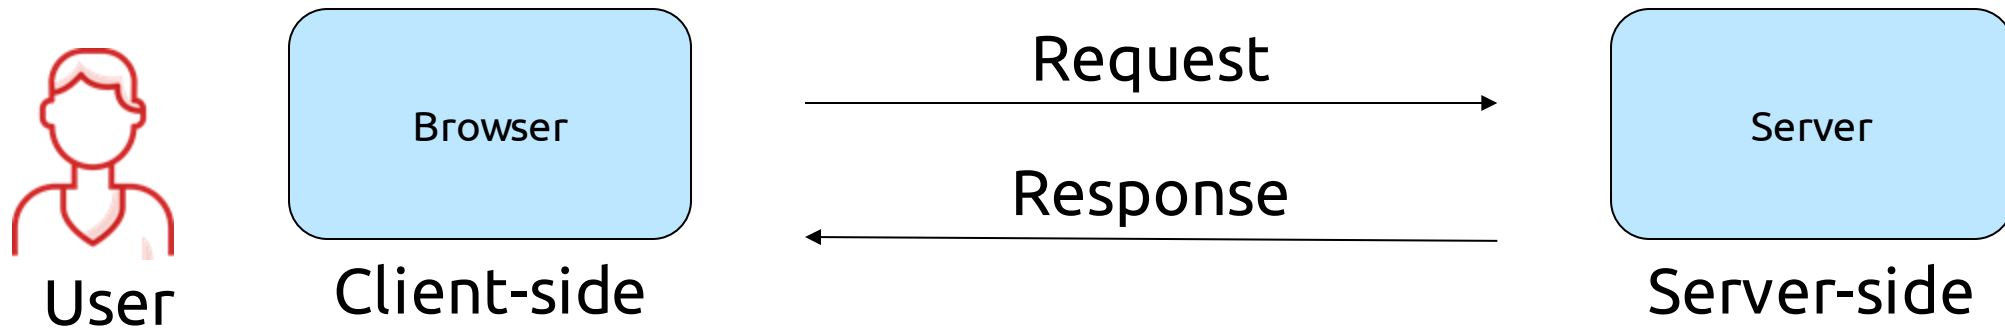 Request
Browser
Server
Response
User
Client-side
Server-side